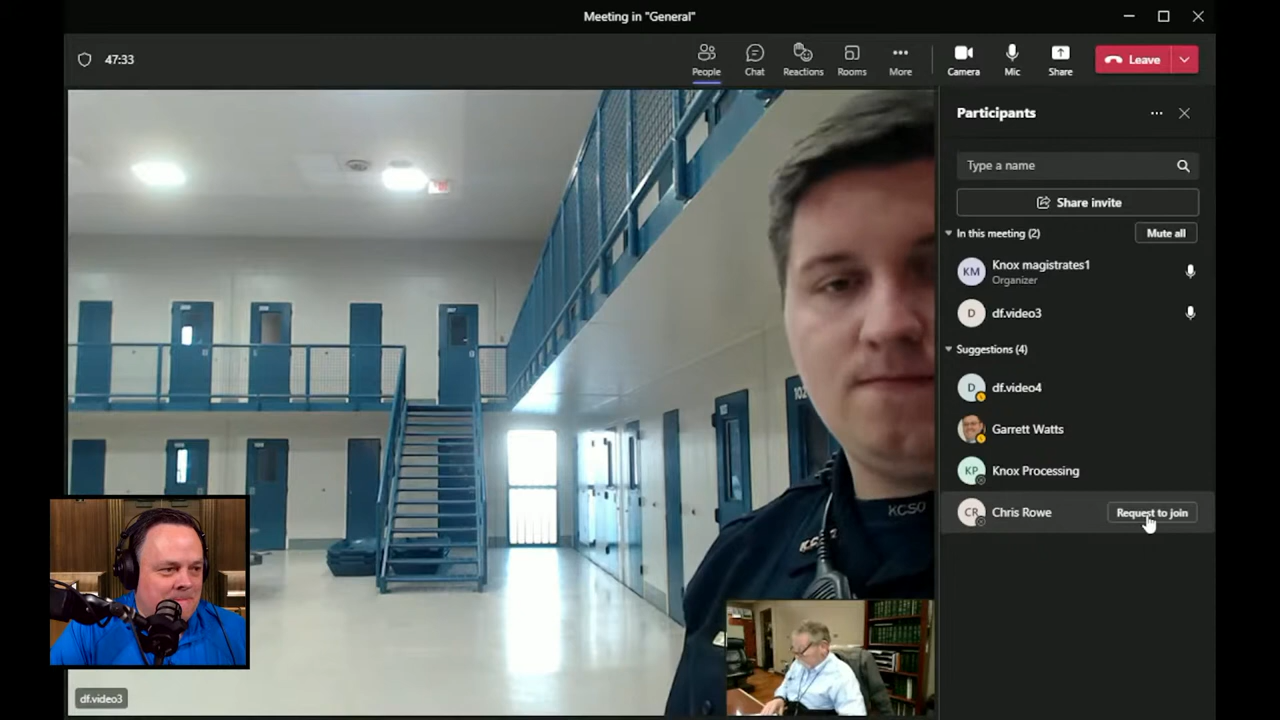 Meeting in "General"
47:33
People
Chat
Reactions
Rooms
More
Camera
Mic
Share
Leave
Participants
Type a name
Share invite
In this meeting (2)
Mute all
KM
Knox magistrates1
Organizer
D
df.video3
Suggestions (4)
D
df.video4
Garrett Watts
KP
Knox Processing
CR
Chris Rowe
Request to join
KCSO
df.video3